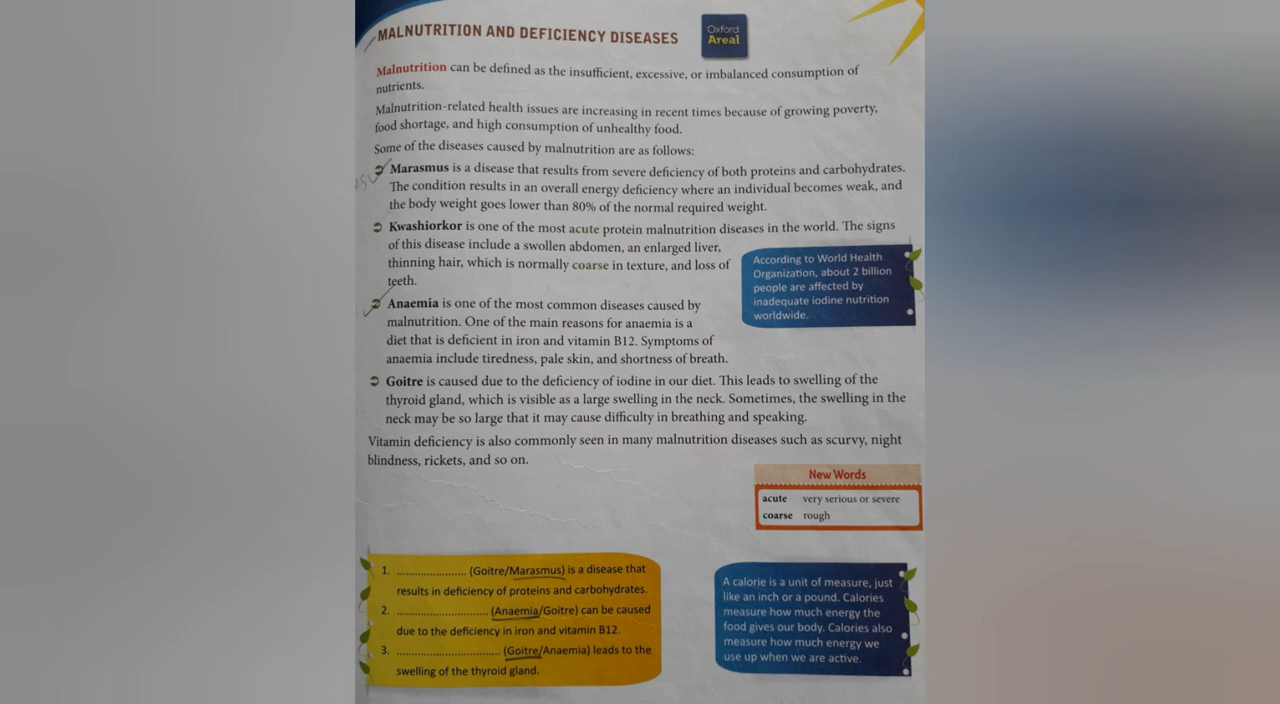 MALNUTRITION AND DEFICIENCY DISEASES
Oxford
Areal
Malnutrition can be defined as the insufficient, excessive, or imbalanced consumption of
nutrients.
Malnutrition-related health issues are increasing in recent times because of growing poverty,
food shortage, and high consumption of unhealthy food.
Some of the diseases caused by malnutrition are as follows:
Marasmus is a disease that results from severe deficiency of both proteins and carbohydrates.
The condition results in an overall energy deficiency where an individual becomes weak, and
the body weight goes lower than 80% of the normal required weight.
Kwashiorkor is one of the most acute protein malnutrition diseases in the world. The signs
of this disease include a swollen abdomen, an enlarged liver,
thinning hair, which is normally coarse in texture, and loss of
teeth.
According to World Health
Organization, about 2 billion
people are affected by
inadequate iodine nutrition
worldwide.
Anaemia is one of the most common diseases caused by
malnutrition. One of the main reasons for anaemia is a
diet that is deficient in iron and vitamin B12. Symptoms of
anaemia include tiredness, pale skin, and shortness of breath.
Goitre is caused due to the deficiency of iodine in our diet. This leads to swelling of the
thyroid gland, which is visible as a large swelling in the neck. Sometimes, the swelling in the
neck may be so large that it may cause difficulty in breathing and speaking.
Vitamin deficiency is also commonly seen in many malnutrition diseases such as scurvy, night
blindness, rickets, and so on.
New Words
acute very serious or severe
coarse rough
1. ........................ (Goitre/Marasmus) is a disease that
results in deficiency of proteins and carbohydrates.
2. ................................ (Anaemia/Goitre) can be caused
due to the deficiency in iron and vitamin B12.
3. .................................... (Goitre/Anaemia) leads to the
swelling of the thyroid gland.
A calorie is a unit of measure, just
like an inch or a pound. Calories
measure how much energy the
food gives our body. Calories also
measure how much energy we
use up when we are active.